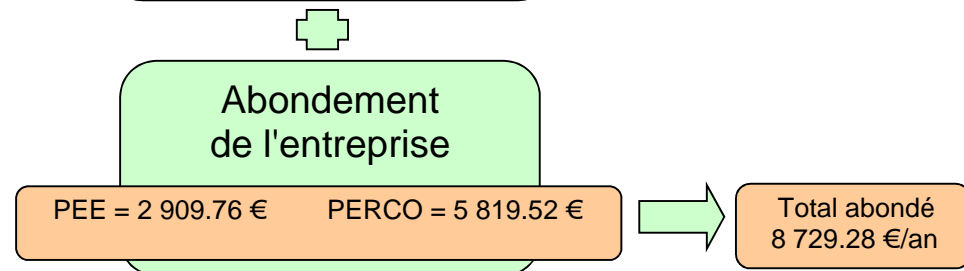 Abondement
de l'entreprise
PEE = 2 909.76 € PERCO = 5 819.52 €
Total abondé
8 729.28 €/an